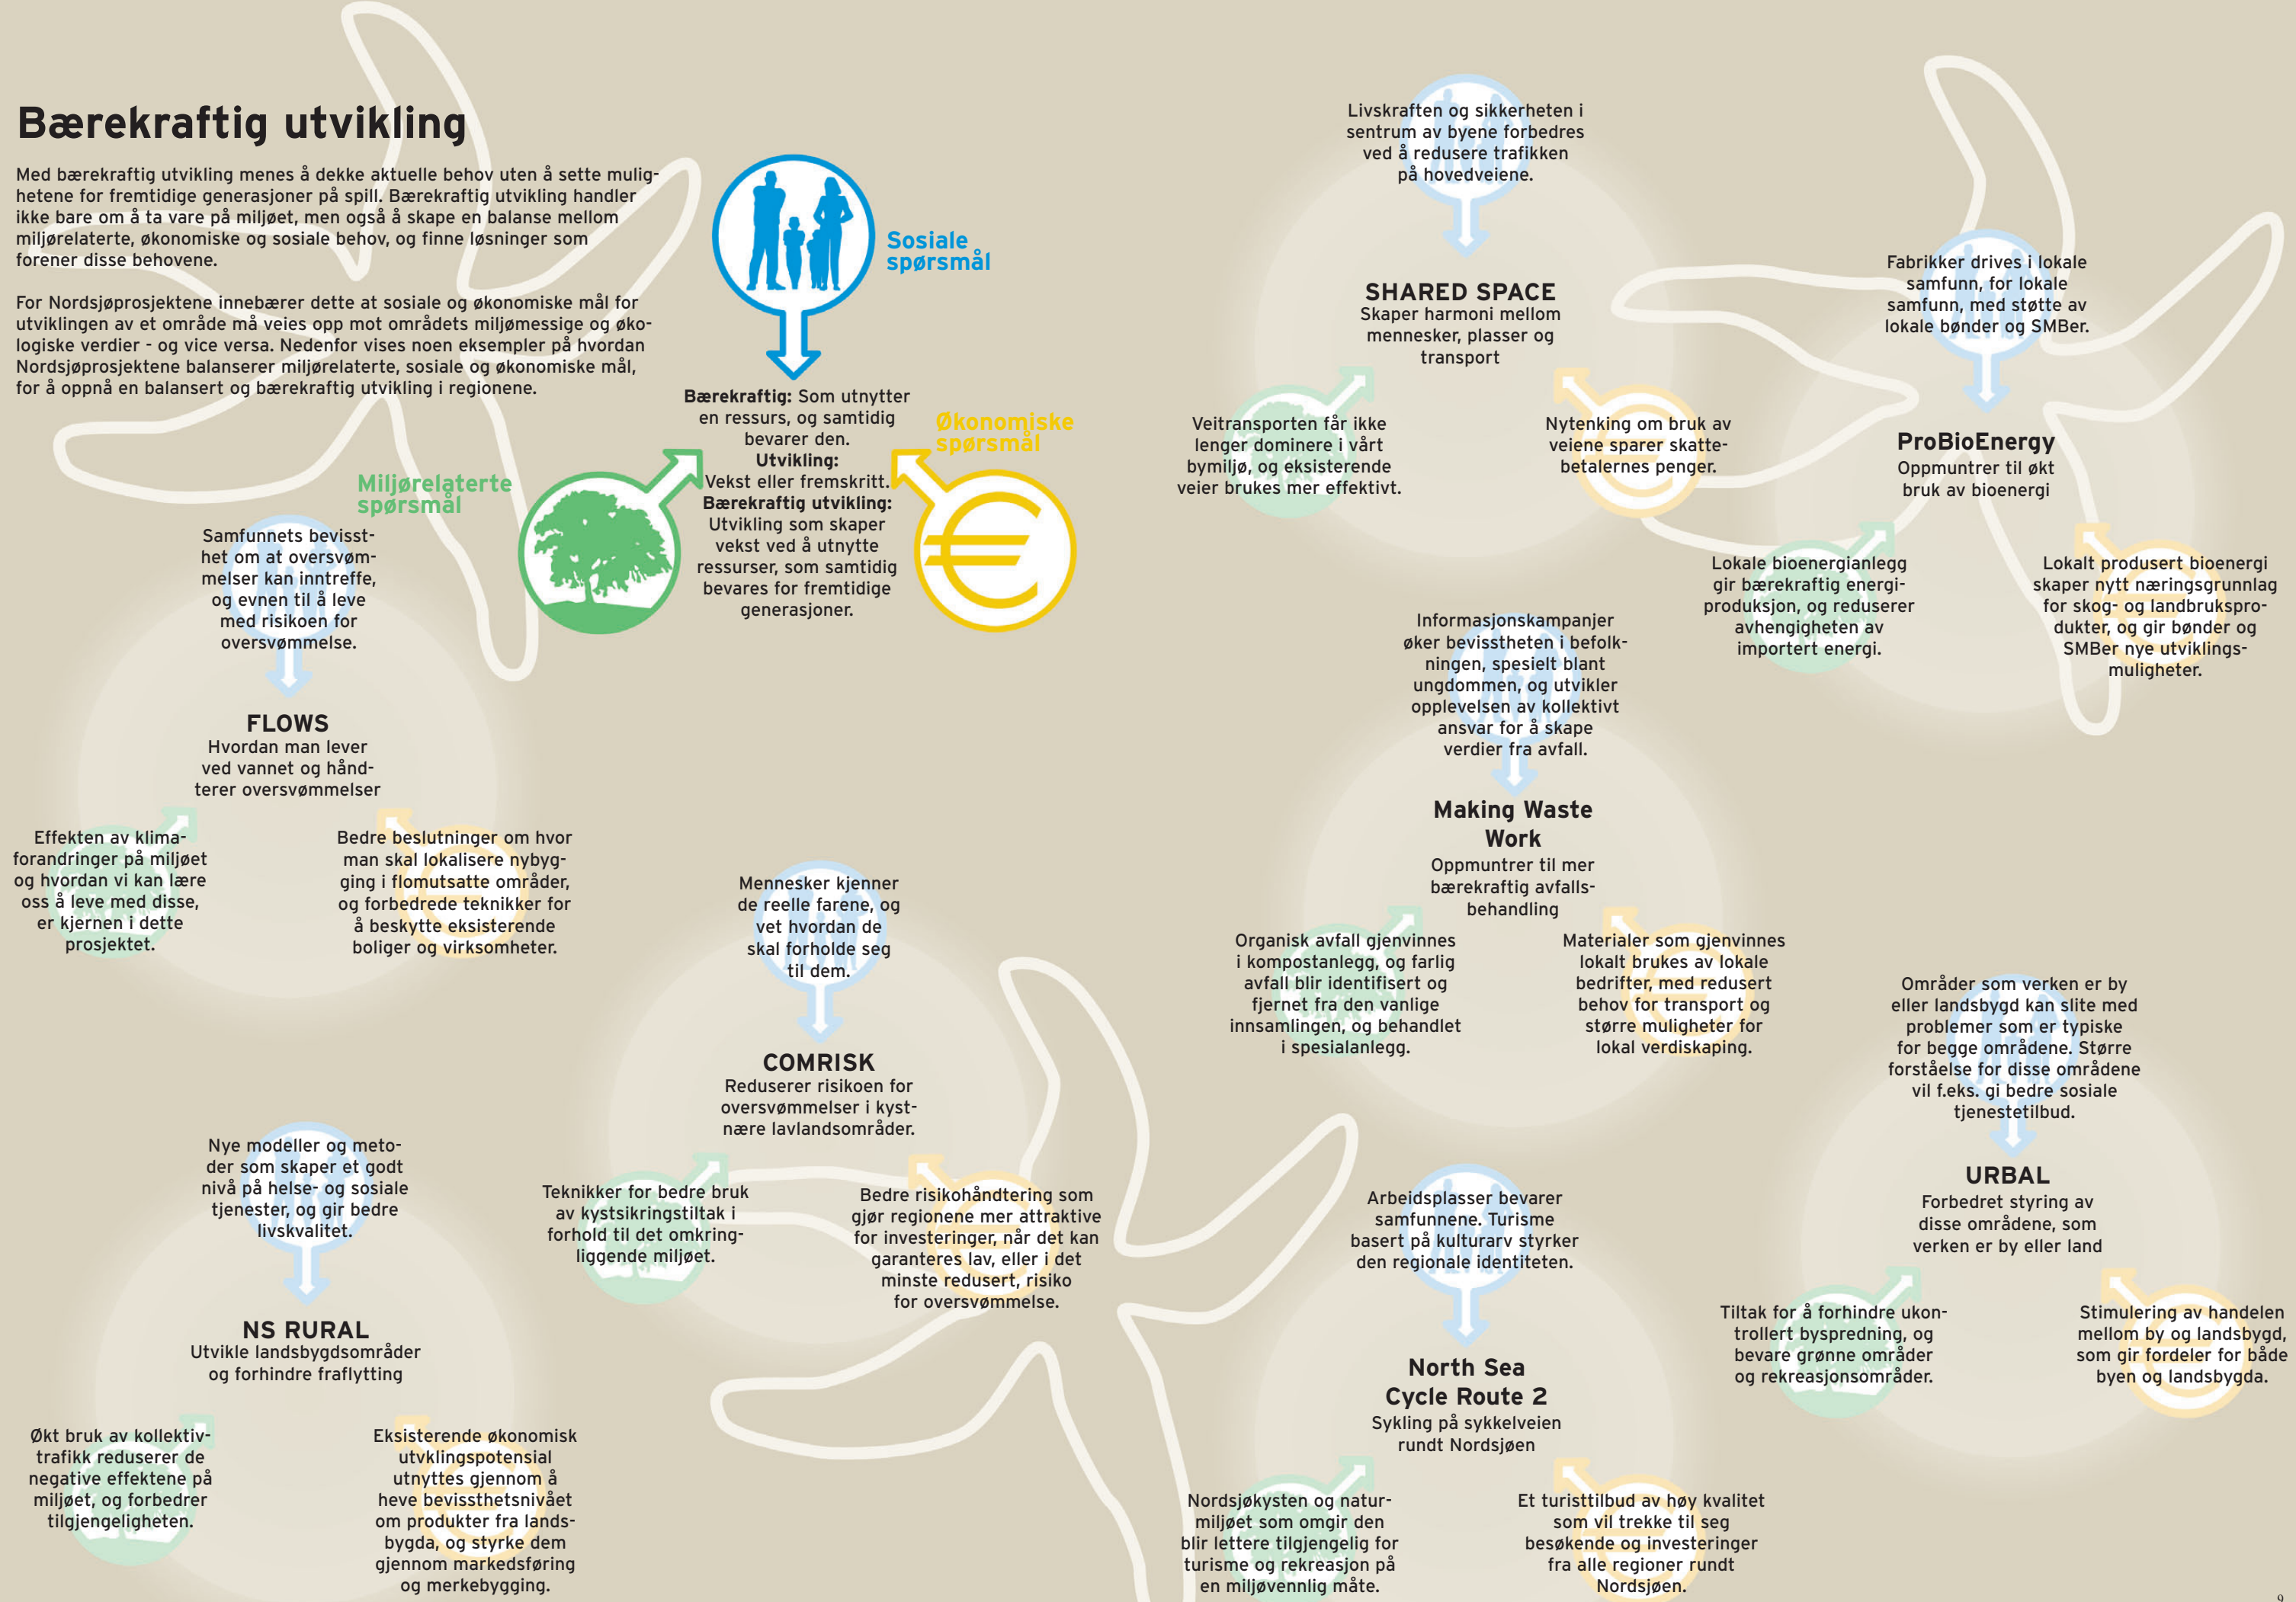 Bærekraftig utvikling
Med bærekraftig utvikling menes å dekke aktuelle behov uten å sette mulig-
hetene for fremtidige generasjoner på spill. Bærekraftig utvikling handler
ikke bare om å ta vare på miljøet, men også å skape en balanse mellom
miljørelaterte, økonomiske og sosiale behov, og finne løsninger som
forener disse behovene.
For Nordsjøprosjektene innebærer dette at sosiale og økonomiske mål for
utviklingen av et område må veies opp mot områdets miljømessige og øko-
logiske verdier - og vice versa. Nedenfor vises noen eksempler på hvordan
Nordsjøprosjektene balanserer miljørelaterte, sosiale og økonomiske mål,
for å oppnå en balansert og bærekraftig utvikling i regionene.
Sosiale
spørsmål
Økonomiske
spørsmål
Miljørelaterte
spørsmål
Bærekraftig: Som utnytter
en ressurs, og samtidig
bevarer den.
Utvikling:
Vekst eller fremskritt.
Bærekraftig utvikling:
Utvikling som skaper
vekst ved å utnytte
ressurser, som samtidig
bevares for fremtidige
generasjoner.
Samfunnets bevisst-
het om at oversvøm-
melser kan inntreffe,
og evnen til å leve
med risikoen for
oversvømmelse.
FLOWS
Hvordan man lever
ved vannet og hånd-
terer oversvømmelser
Effekten av klima-
forandringer på miljøet
og hvordan vi kan lære
oss å leve med disse,
er kjernen i dette
prosjektet.
Bedre beslutninger om hvor
man skal lokalisere nybyg-
ging i flomutsatte områder,
og forbedrede teknikker for
å beskytte eksisterende
boliger og virksomheter.
Mennesker kjenner
de reelle farene, og
vet hvordan de
skal forholde seg
til dem.
COMRISK
Reduserer risikoen for
oversvømmelser i kyst-
nære lavlandsområder.
Teknikker for bedre bruk
av kystsikringstiltak i
forhold til det omkring-
liggende miljøet.
Bedre risikohåndtering som
gjør regionene mer attraktive
for investeringer, når det kan
garanteres lav, eller i det
minste redusert, risiko
for oversvømmelse.
Nye modeller og meto-
der som skaper et godt
nivå på helse- og sosiale
tjenester, og gir bedre
livskvalitet.
NS RURAL
Utvikle landsbygdsområder
og forhindre fraflytting
Økt bruk av kollektiv-
trafikk reduserer de
negative effektene på
miljøet, og forbedrer
tilgjengeligheten.
Eksisterende økonomisk
utvklingspotensial
utnyttes gjennom å
heve bevissthetsnivået
om produkter fra lands-
bygda, og styrke dem
gjennom markedsføring
og merkebygging.
Livskraften og sikkerheten i
sentrum av byene forbedres
ved å redusere trafikken
på hovedveiene.
SHARED SPACE
Skaper harmoni mellom
mennesker, plasser og
transport
Veitransporten får ikke
lenger dominere i vårt
bymiljø, og eksisterende
veier brukes mer effektivt.
Nytenking om bruk av
veiene sparer skatte-
betalernes penger.
Fabrikker drives i lokale
samfunn, for lokale
samfunn, med støtte av
lokale bønder og SMBer.
ProBioEnergy
Oppmuntrer til økt
bruk av bioenergi
Lokale bioenergianlegg
gir bærekraftig energi-
produksjon, og reduserer
avhengigheten av
importert energi.
Lokalt produsert bioenergi
skaper nytt næringsgrunnlag
for skog- og landbrukspro-
dukter, og gir bønder og
SMBer nye utviklings-
muligheter.
Informasjonskampanjer
øker bevisstheten i befolk-
ningen, spesielt blant
ungdommen, og utvikler
opplevelsen av kollektivt
ansvar for å skape
verdier fra avfall.
Making Waste
Work
Oppmuntrer til mer
bærekraftig avfalls-
behandling
Organisk avfall gjenvinnes
i kompostanlegg, og farlig
avfall blir identifisert og
fjernet fra den vanlige
innsamlingen, og behandlet
i spesialanlegg.
Materialer som gjenvinnes
lokalt brukes av lokale
bedrifter, med redusert
behov for transport og
større muligheter for
lokal verdiskaping.
Områder som verken er by
eller landsbygd kan slite med
problemer som er typiske
for begge områdene. Større
forståelse for disse områdene
vil f.eks. gi bedre sosiale
tjenestetilbud.
URBAL
Forbedret styring av
disse områdene, som
verken er by eller land
Tiltak for å forhindre ukon-
trollert byspredning, og
bevare grønne områder
og rekreasjonsområder.
Stimulering av handelen
mellom by og landsbygd,
som gir fordeler for både
byen og landsbygda.
Arbeidsplasser bevarer
samfunnene. Turisme
basert på kulturarv styrker
den regionale identiteten.
North Sea
Cycle Route 2
Sykling på sykkelveien
rundt Nordsjøen
Nordsjøkysten og natur-
miljøet som omgir den
blir lettere tilgjengelig for
turisme og rekreasjon på
en miljøvennlig måte.
Et turisttilbud av høy kvalitet
som vil trekke til seg
besøkende og investeringer
fra alle regioner rundt
Nordsjøen.
9